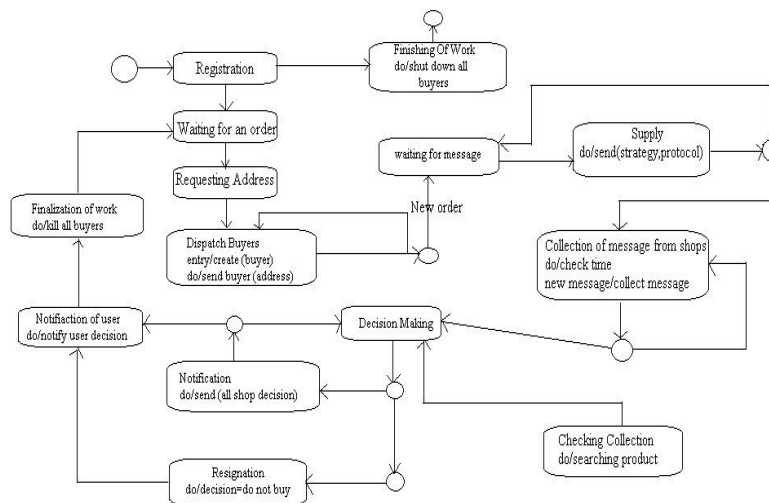 Registration
Finishing Of Work
do/shut down all
buyers
Waiting for an order
Requesting Address
Dispatch Buyers
entry/create (buyer)
do/send buyer (address)
New order
waiting for message
Supply
do/send(strategy,protocol)
Collection of message from shops
do/check time
new message/collect message
Finalization of work
do/kill all buyers
Notifiaction of user
do/notify user decision
Decision Making
Notification
do/send (all shop decision)
Resignation
do/decision=do not buy
Checking Collection
do/searching product